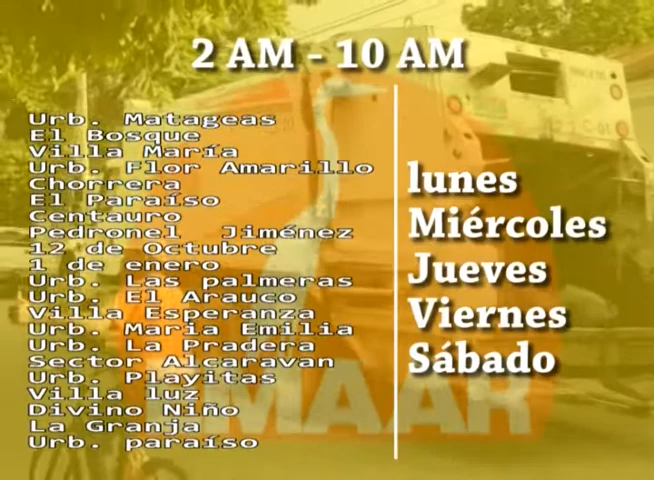 2 AM - 10 AM
Urb. Matageas
El Bosque
Villa María
Urb. Flor Amarillo
Chorrera
El Paraíso
Centauro
Pedronel Jiménez
12 de Octubre
1 de enero
Urb. Las palmeras
Urb. El Arauco
Villa Esperanza
Urb. Maria Emilia
Urb. La Pradera
Sector Alcaravan
Urb. Playitas
Villa luz
Divino Niño
La Granja
Urb. paraíso
lunes
Miércoles
Jueves
Viernes
Sábado
EMAAR